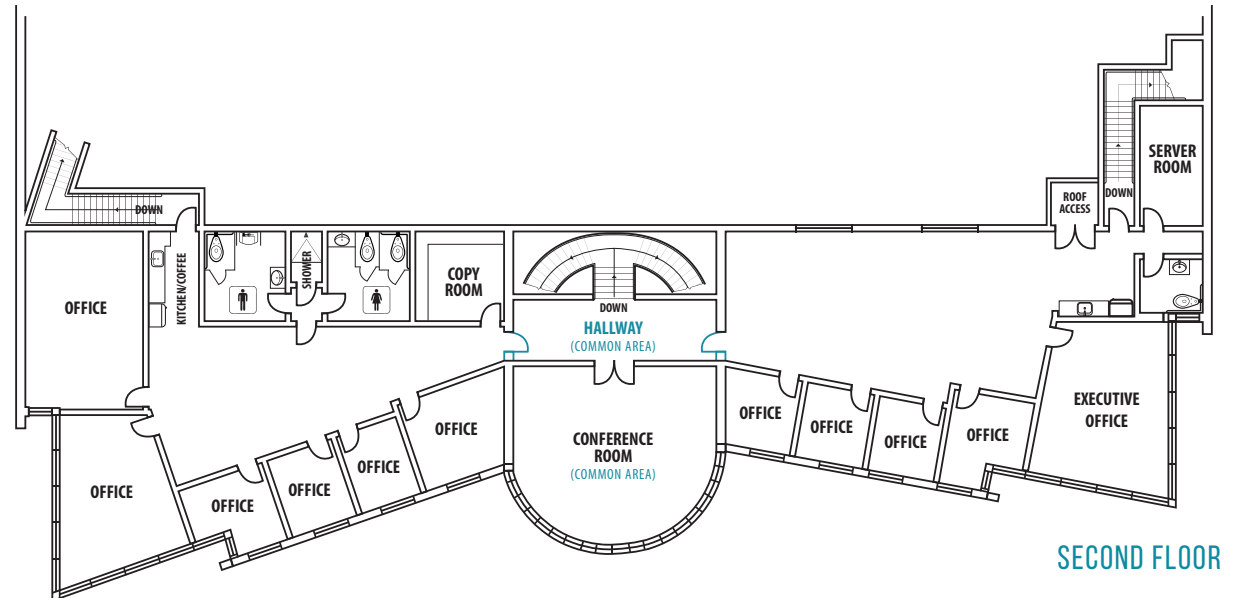 SERVER
ROOM
ROOF
ACCESS
DOWN
DOWN
KITCHEN/COFFEE
SHOWER
COPY
ROOM
OFFICE
DOWN
HALLWAY
(COMMON AREA)
CONFERENCE
ROOM
(COMMON AREA)
EXECUTIVE
OFFICE
OFFICE
OFFICE
OFFICE
OFFICE
OFFICE
OFFICE
OFFICE
OFFICE
OFFICE
SECOND FLOOR